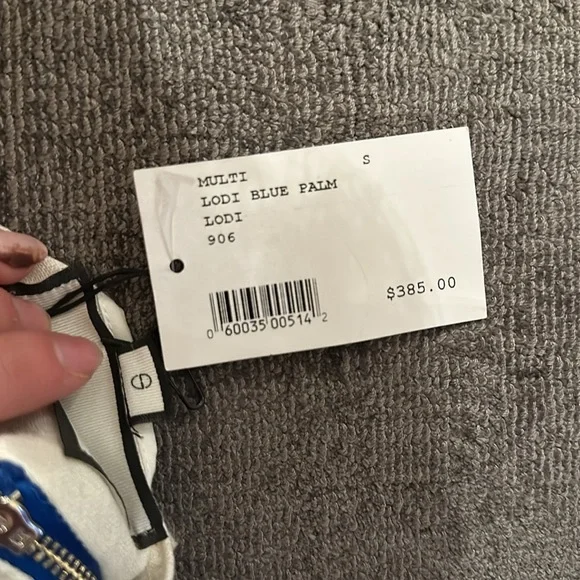 S
MULTI
LODI BLUE PALM
LODI
906
$385.00
0 60035 00514 2